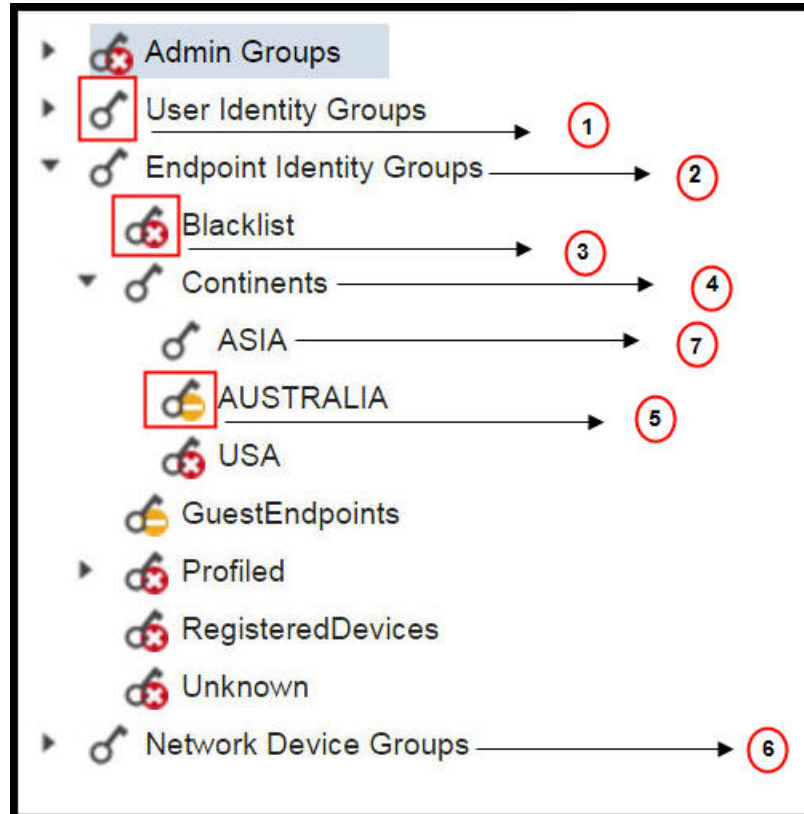 Admin Groups
User Identity Groups 1
Endpoint Identity Groups 2
Blacklist 3
Continents 4
ASIA 7
AUSTRALIA 5
USA
GuestEndpoints
Profiled
RegisteredDevices
Unknown
Network Device Groups 6